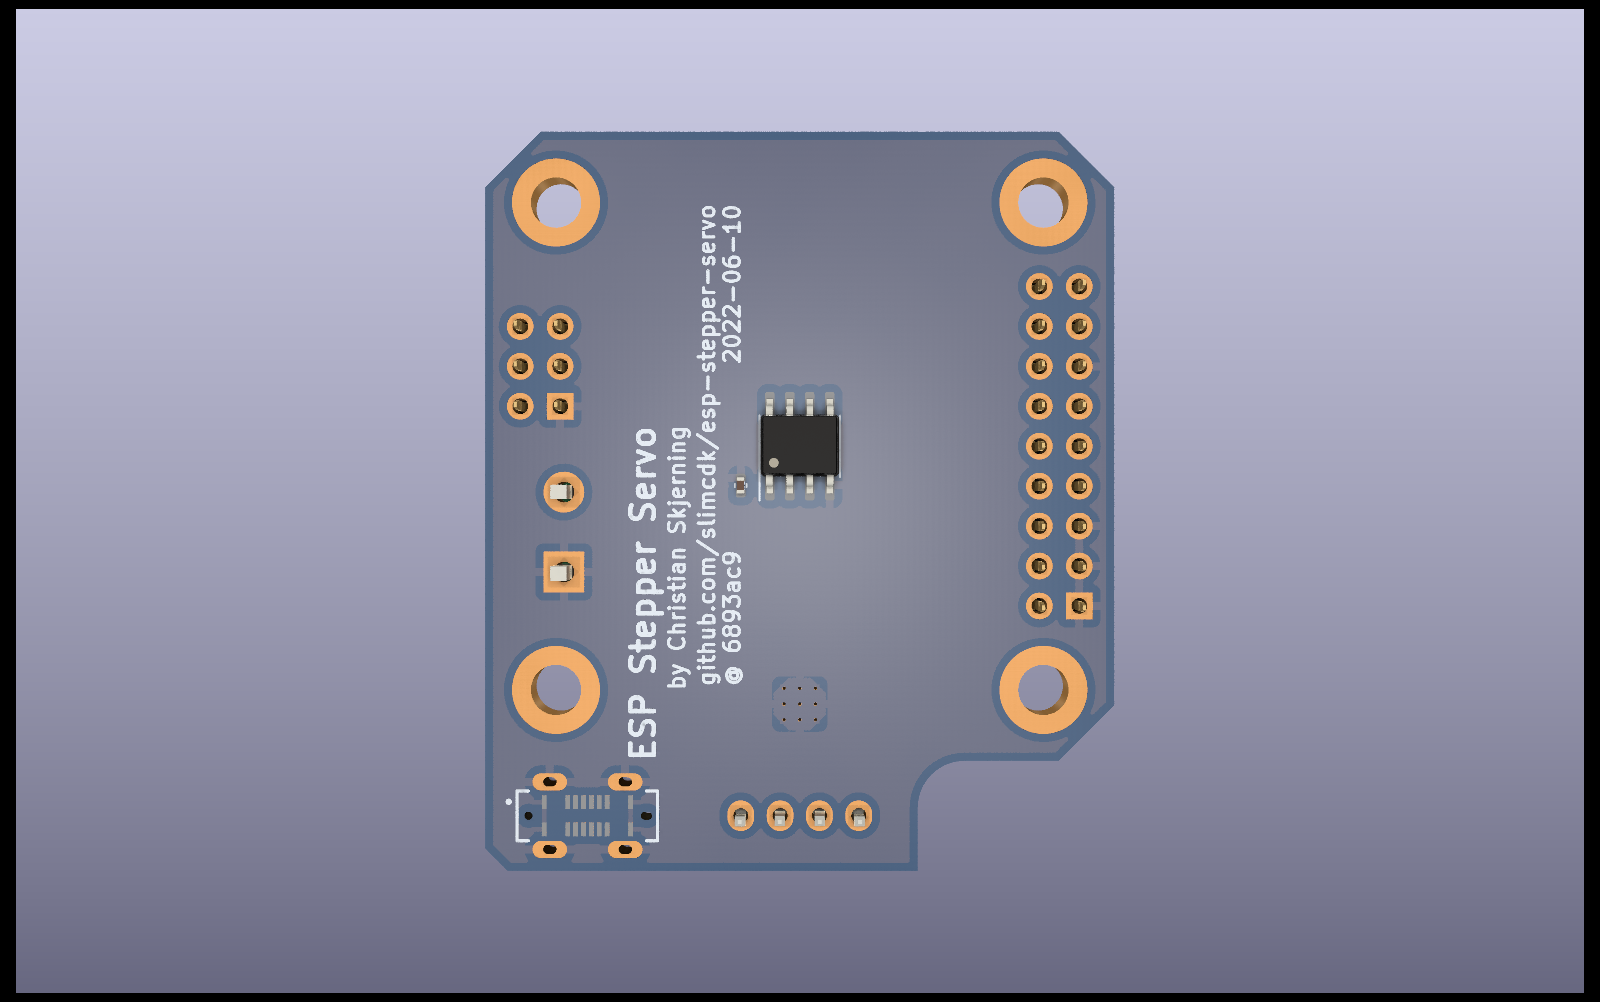 ESP Stepper Servo
by Christian Skjerning
github.com/slimcdk/esp-stepper-servo
@ 6893ac9 2022-06-10